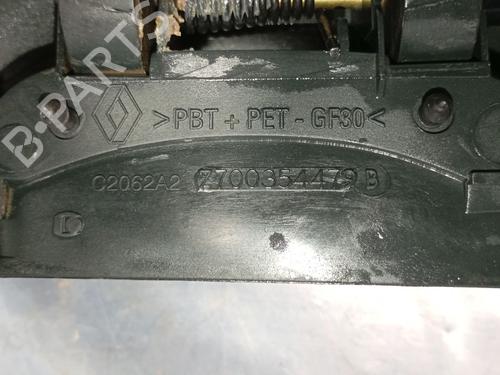 >PBT + PET - GF30<
C2062A2 7700354479 B
B-PARTS